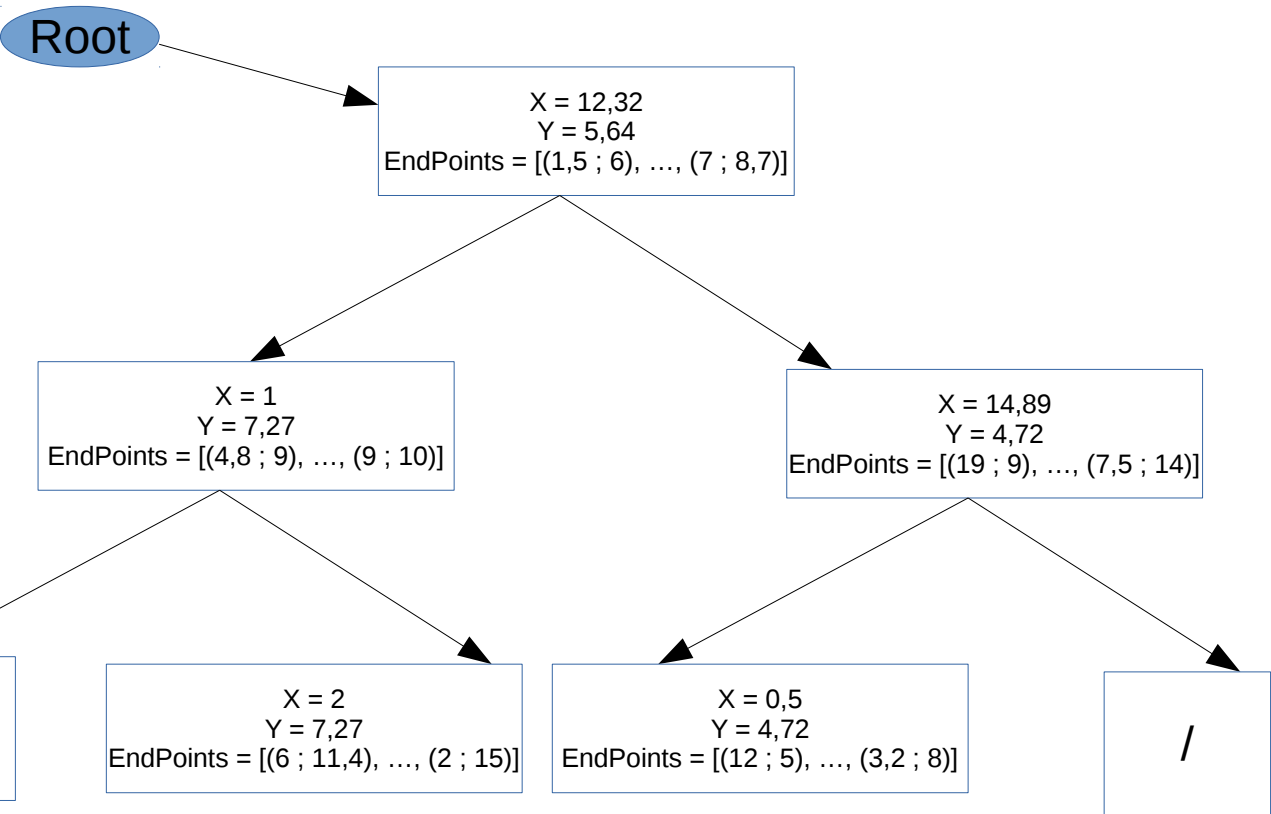 Root
X = 12,32
Y = 5,64
EndPoints = [(1,5 ; 6), …, (7 ; 8,7)]
X = 1
Y = 7,27
EndPoints = [(4,8 ; 9), …, (9 ; 10)]
X = 14,89
Y = 4,72
EndPoints = [(19 ; 9), …, (7,5 ; 14)]
X = 2
Y = 7,27
EndPoints = [(6 ; 11,4), …, (2 ; 15)]
X = 0,5
Y = 4,72
EndPoints = [(12 ; 5), …, (3,2 ; 8)]
/